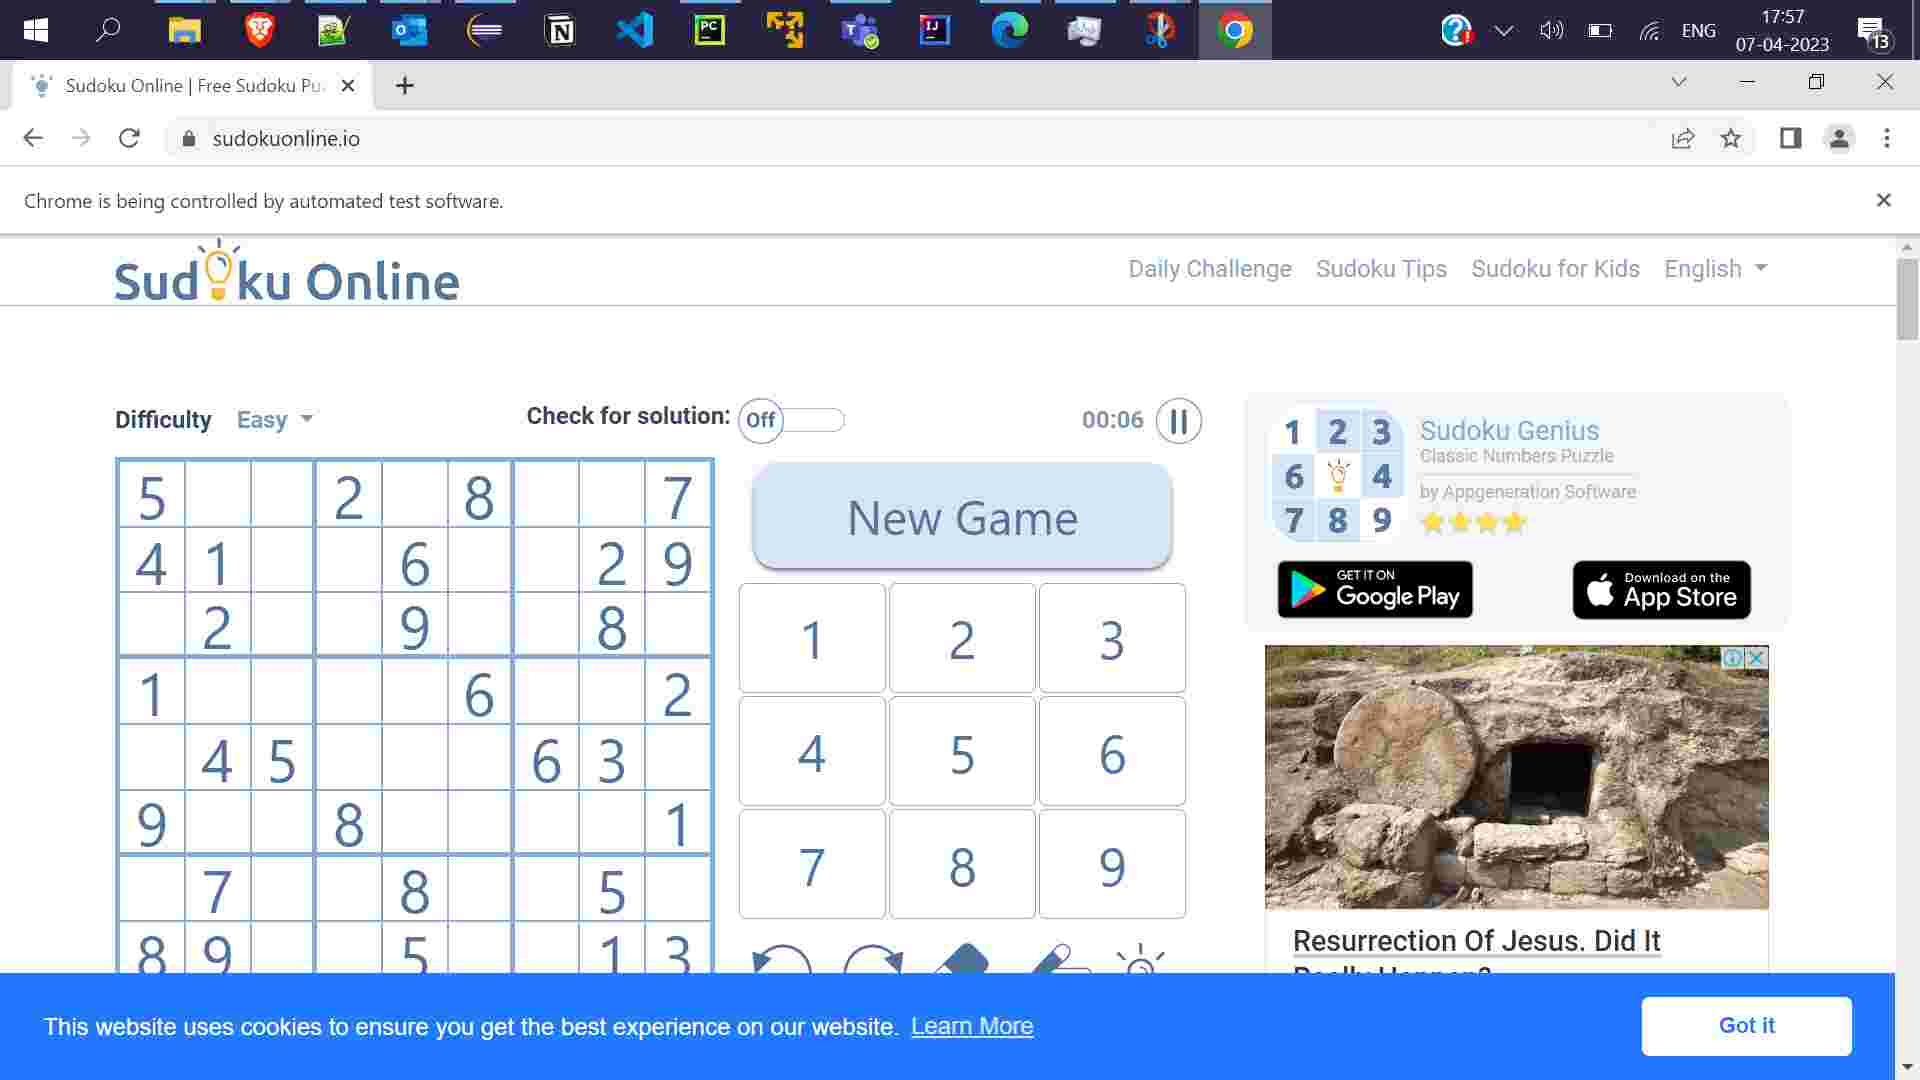 ENG
17:57
07-04-2023
13
Sudoku Online | Free Sudoku Pu
sudokuonline.io
Chrome is being controlled by automated test software.
Sudoku Online
Daily Challenge Sudoku Tips Sudoku for Kids English
Difficulty Easy
Check for solution: Off
00:06
5 2 8 7
4 1 6 2 9
2 9 8
1 6 2
4 5 6 3
9 8 1
7 8 5
8 9 5 1 3
New Game
1 2 3
4 5 6
7 8 9
1 2 3
6 4
7 8 9
Sudoku Genius
Classic Numbers Puzzle
by Appgeneration Software
GET IT ON
Google Play
Download on the
App Store
Resurrection Of Jesus. Did It
Really Happen?
This website uses cookies to ensure you get the best experience on our website. Learn More
Got it